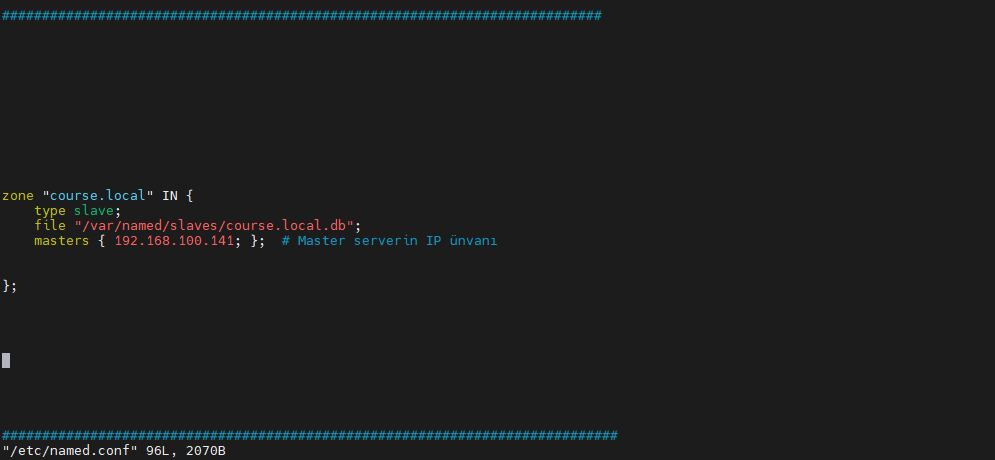 ###########################################################################
zone "course.local" IN {
    type slave;
    file "/var/named/slaves/course.local.db";
    masters { 192.168.100.141; };  # Master serverin IP ünvanı
};
#############################################################################
"/etc/named.conf" 96L, 2070B